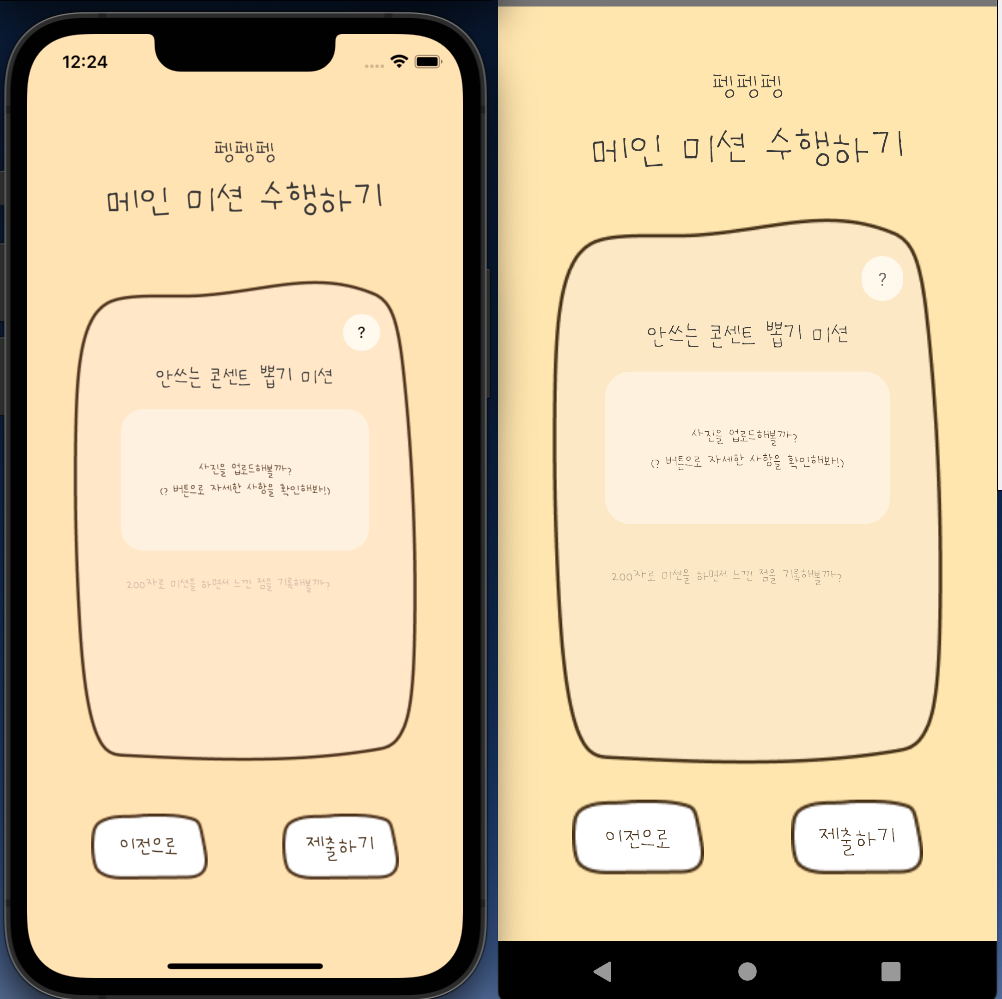 12:24
펭펭펭
메인 미션 수행하기
?
안쓰는 콘센트 뽑기 미션
사진을 업로드해볼까?
(? 버튼으로 자세한 사항을 확인해봐!)
200자로 미션을 하면서 느낀 점을 기록해볼까?
이전으로
제출하기
펭펭펭
메인 미션 수행하기
?
안쓰는 콘센트 뽑기 미션
사진을 업로드해볼까?
(? 버튼으로 자세한 사항을 확인해봐!)
200자로 미션을 하면서 느낀 점을 기록해볼까?
이전으로
제출하기